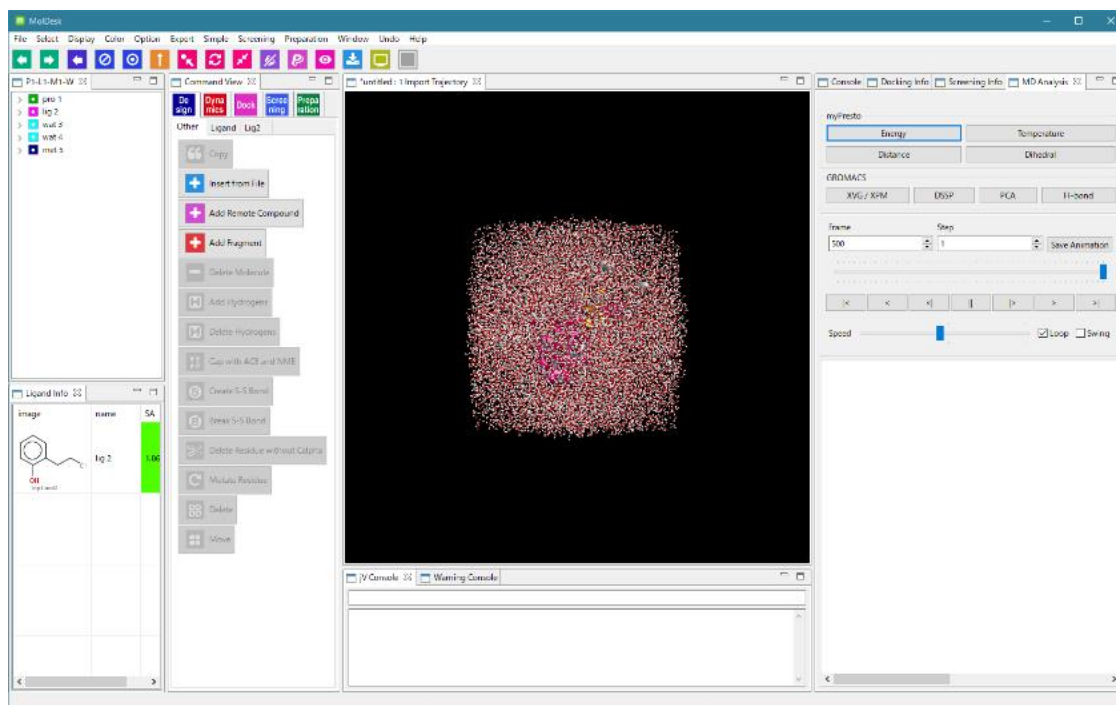 MolDesk
File Select Display Color Option Expert Simple Screening Preparation Window Undo Help
P1-L1-M1-W
pro 1
lig 2
wat 3
wat 4
met 5
Ligand Info
image name SA
OH
lig 2
1.86
Command View
De sign
Dyna mics
Dock
Scree ning
Prepa ration
Other Ligand Lig2
Copy
Insert from File
Add Remote Compound
Add Fragment
Delete Molecule
Add Hydrogens
Delete Hydrogens
Cap with ACE and NME
Create S-S Bond
Break S-S Bond
Delete Residue without Calpha
Mutate Residue
Delete
Move
*untitled : 1 Import Trajectory
jV Console Warning Console
Console Docking Info Screening Info MD Analysis
myPresto
Energy Temperature
Distance Dihedral
GROMACS
XVG / XPM DSSP PCA H-bond
Frame Step
500 1 Save Animation
|< < <| || |> > >|
Speed Loop Swing